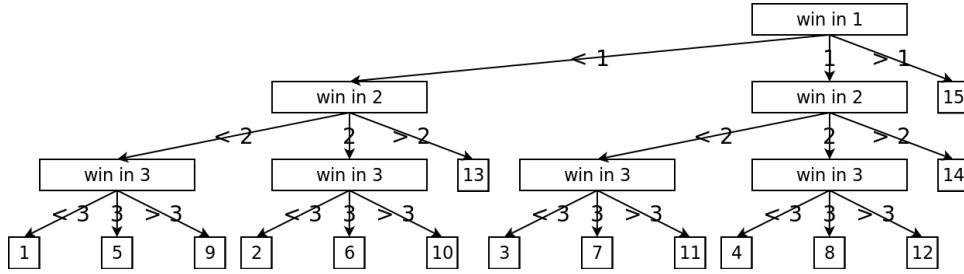 win in 1
< 1 1 > 1
win in 2 win in 2 15
< 2 2 > 2 < 2 2 > 2
win in 3 win in 3 13 win in 3 win in 3 14
< 3 3 > 3 < 3 3 > 3 < 3 3 > 3 < 3 3 > 3
1 5 9 2 6 10 3 7 11 4 8 12